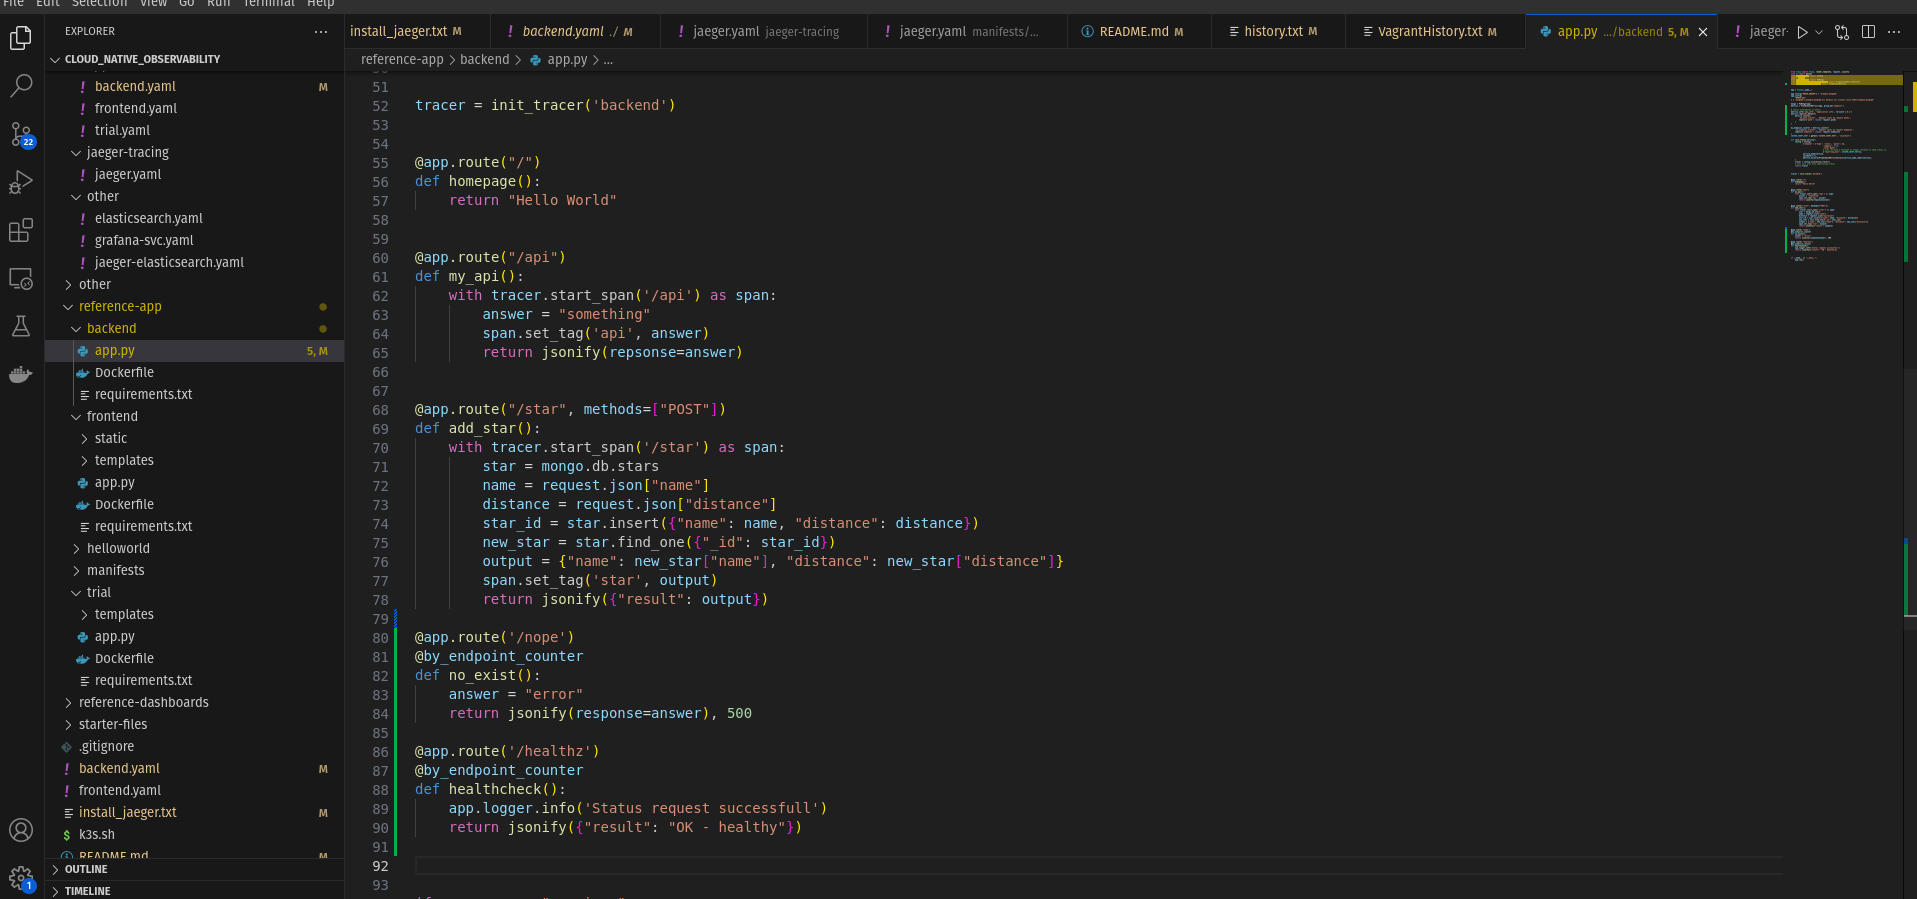 File Edit Selection View Go Run Terminal Help
EXPLORER
CLOUD_NATIVE_OBSERVABILITY
backend.yaml M
frontend.yaml
trial.yaml
jaeger-tracing
jaeger.yaml
other
elasticsearch.yaml
grafana-svc.yaml
jaeger-elasticsearch.yaml
other
reference-app
backend
app.py 5, M
Dockerfile
requirements.txt
frontend
static
templates
app.py
Dockerfile
requirements.txt
helloworld
manifests
trial
templates
app.py
Dockerfile
requirements.txt
reference-dashboards
starter-files
.gitignore
backend.yaml M
frontend.yaml
install_jaeger.txt M
k3s.sh
README.md M
OUTLINE
TIMELINE
22
1
install_jaeger.txt M
backend.yaml ./ M
jaeger.yaml jaeger-tracing
jaeger.yaml manifests/...
README.md M
history.txt M
VagrantHistory.txt M
app.py .../backend 5, M
jaeger-
reference-app > backend > app.py > ...
51
52 tracer = init_tracer('backend')
53
54
55 @app.route("/")
56 def homepage():
57     return "Hello World"
58
59
60 @app.route("/api")
61 def my_api():
62     with tracer.start_span('/api') as span:
63         answer = "something"
64         span.set_tag('api', answer)
65         return jsonify(repsonse=answer)
66
67
68 @app.route("/star", methods=["POST"])
69 def add_star():
70     with tracer.start_span('/star') as span:
71         star = mongo.db.stars
72         name = request.json["name"]
73         distance = request.json["distance"]
74         star_id = star.insert({"name": name, "distance": distance})
75         new_star = star.find_one({"_id": star_id})
76         output = {"name": new_star["name"], "distance": new_star["distance"]}
77         span.set_tag('star', output)
78         return jsonify({"result": output})
79
80 @app.route('/nope')
81 @by_endpoint_counter
82 def no_exist():
83     answer = "error"
84     return jsonify(response=answer), 500
85
86 @app.route('/healthz')
87 @by_endpoint_counter
88 def healthcheck():
89     app.logger.info('Status request successfull')
90     return jsonify({"result": "OK - healthy"})
91
92
93